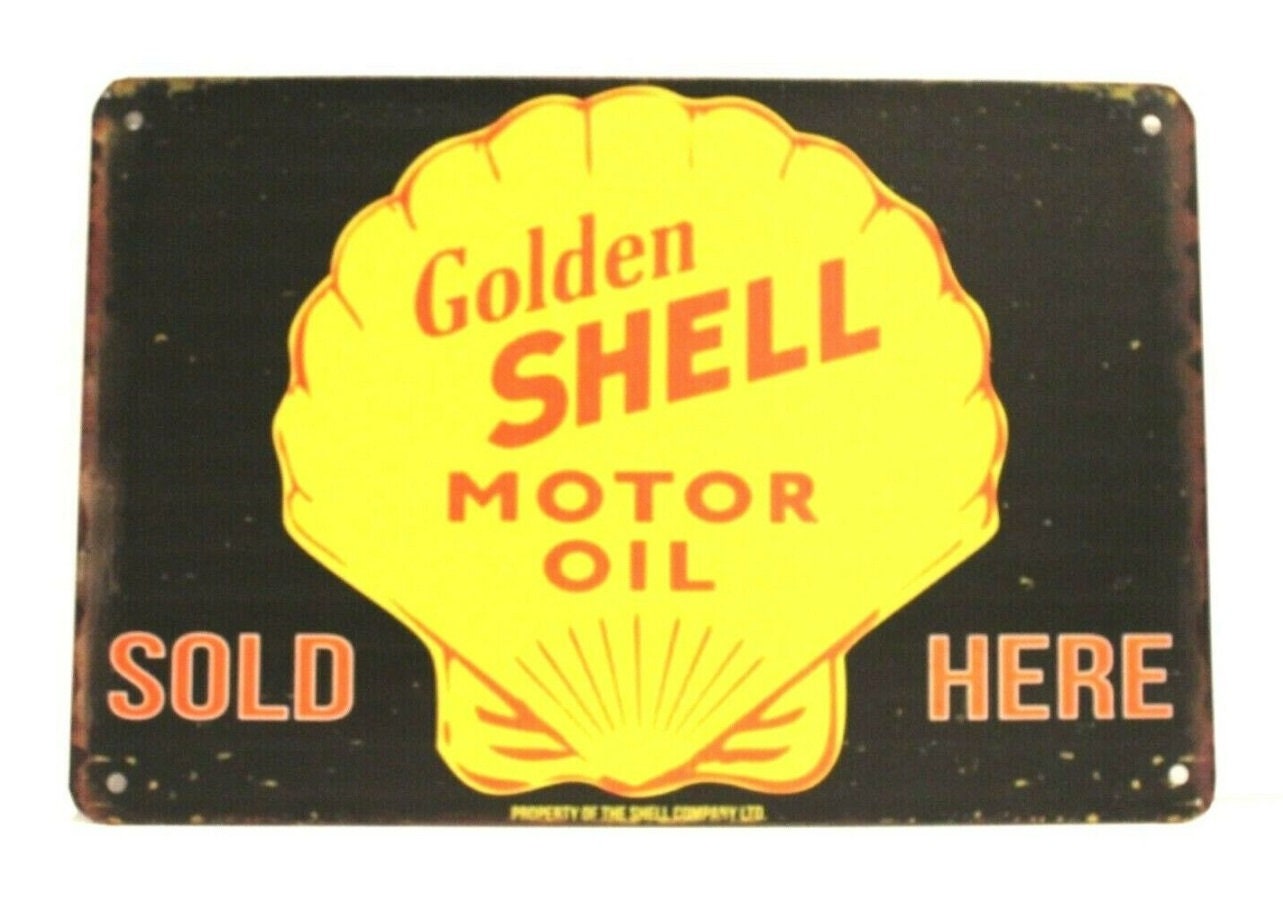 Golden
SHELL
MOTOR
OIL
SOLD HERE
PROPERTY OF THE SHELL COMPANY LTD.